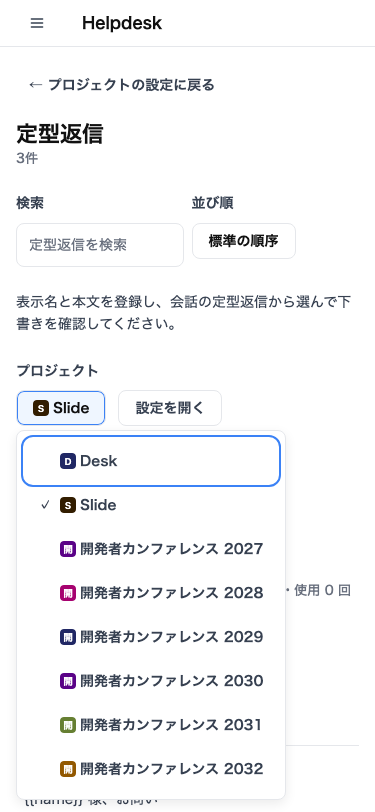 Helpdesk
← プロジェクトの設定に戻る
定型返信
3件
検索
並び順
定型返信を検索
標準の順序
表示名と本文を登録し、会話の定型返信から選んで下
書きを確認してください。
プロジェクト
S Slide
設定を開く
D Desk
✓ S Slide
開 開発者カンファレンス 2027
開 開発者カンファレンス 2028
・使用 0 回
開 開発者カンファレンス 2029
開 開発者カンファレンス 2030
開 開発者カンファレンス 2031
開 開発者カンファレンス 2032
{{name}} 様、お問い